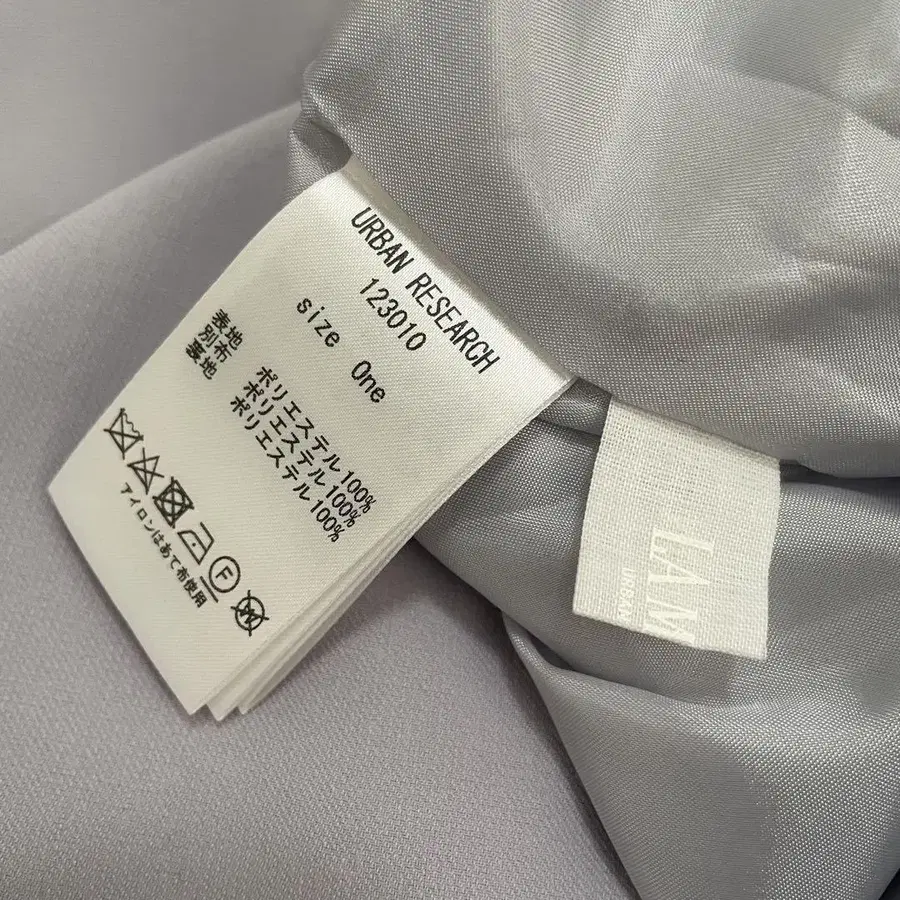 URBAN RESEARCH
123010
size One
表地 ポリエステル100%
別布 ポリエステル100%
裏地 ポリエステル100%
F
W
アイロンはあて布使用